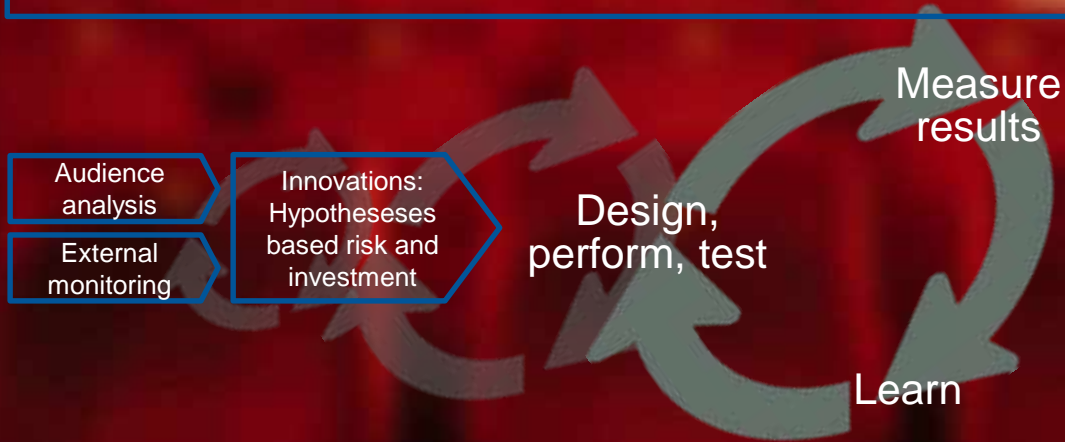 Audience
analysis
External
monitoring
Innovations:
Hypotheseses
based risk and
investment
Design,
perform, test
Measure
results
Learn